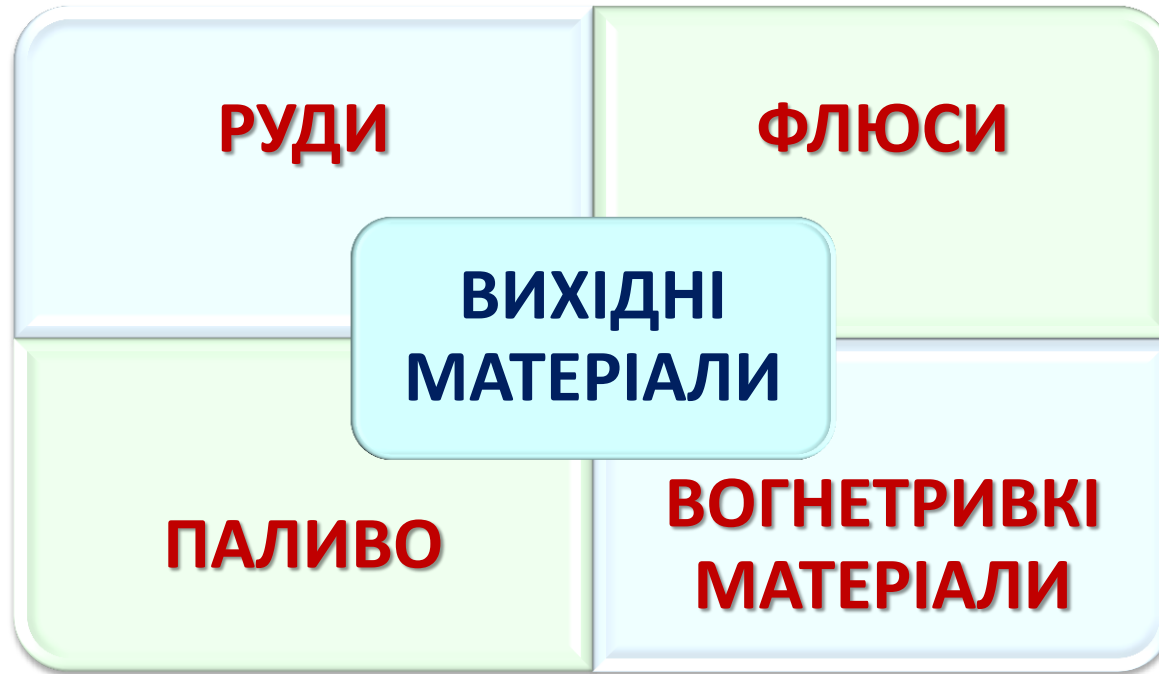 РУДИ
ФЛЮСИ
ВИХІДНІ
МАТЕРІАЛИ
ПАЛИВО
ВОГНЕТРИВКІ
МАТЕРІАЛИ